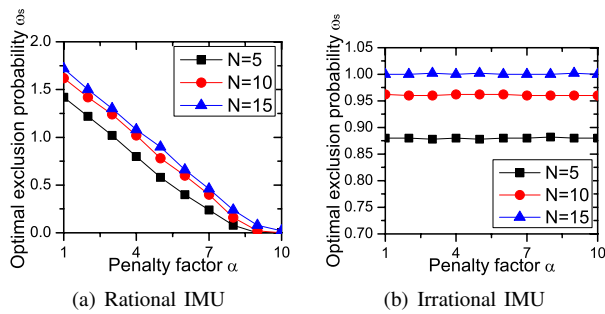 Optimal exclusion probability ωs
2.0
1.5
1.0
0.5
0.0
1 4 7 10
Penalty factor α
N=5
N=10
N=15
(a) Rational IMU
Optimal exclusion probability ωs
1.05
1.00
0.95
0.90
0.85
0.80
0.75
0.70
1 4 7 10
Penalty factor α
N=5
N=10
N=15
(b) Irrational IMU